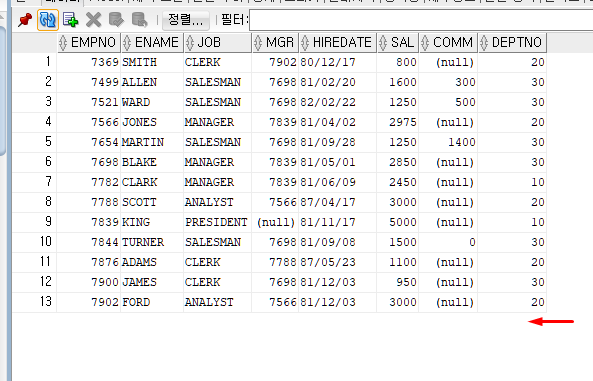 정렬... 필터:
EMPNO ENAME JOB MGR HIREDATE SAL COMM DEPTNO
1 7369 SMITH CLERK 7902 80/12/17 800 (null) 20
2 7499 ALLEN SALESMAN 7698 81/02/20 1600 300 30
3 7521 WARD SALESMAN 7698 82/02/22 1250 500 30
4 7566 JONES MANAGER 7839 81/04/02 2975 (null) 20
5 7654 MARTIN SALESMAN 7698 81/09/28 1250 1400 30
6 7698 BLAKE MANAGER 7839 81/05/01 2850 (null) 30
7 7782 CLARK MANAGER 7839 81/06/09 2450 (null) 10
8 7788 SCOTT ANALYST 7566 87/04/17 3000 (null) 20
9 7839 KING PRESIDENT (null) 81/11/17 5000 (null) 10
10 7844 TURNER SALESMAN 7698 81/09/08 1500 0 30
11 7876 ADAMS CLERK 7788 87/05/23 1100 (null) 20
12 7900 JAMES CLERK 7698 81/12/03 950 (null) 30
13 7902 FORD ANALYST 7566 81/12/03 3000 (null) 20